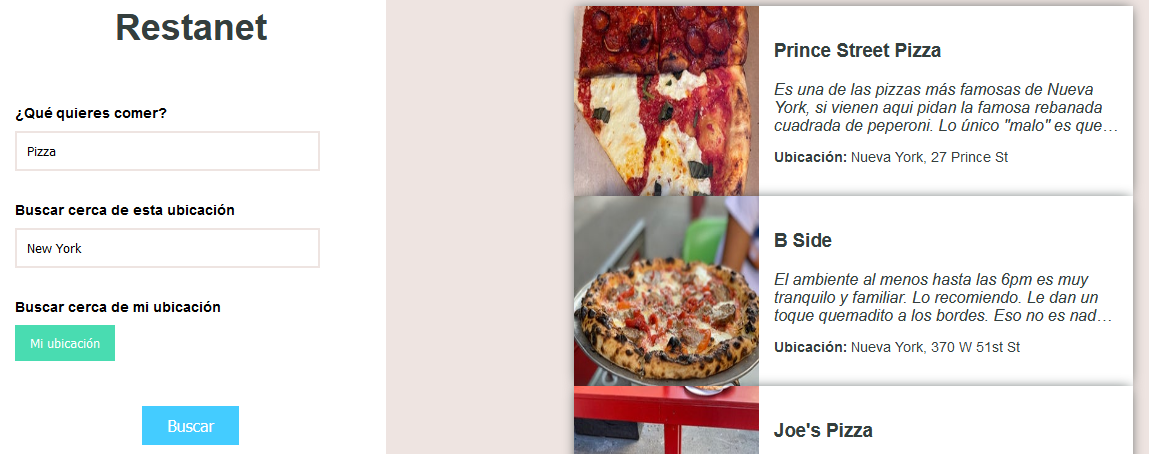 Restanet
¿Qué quieres comer?
Pizza
Buscar cerca de esta ubicación
New York
Buscar cerca de mi ubicación
Mi ubicación
Buscar
Prince Street Pizza
Es una de las pizzas más famosas de Nueva
York, si vienen aqui pidan la famosa rebanada
cuadrada de peperoni. Lo único "malo" es que…
Ubicación: Nueva York, 27 Prince St
B Side
El ambiente al menos hasta las 6pm es muy
tranquilo y familiar. Lo recomiendo. Le dan un
toque quemadito a los bordes. Eso no es nad…
Ubicación: Nueva York, 370 W 51st St
Joe's Pizza